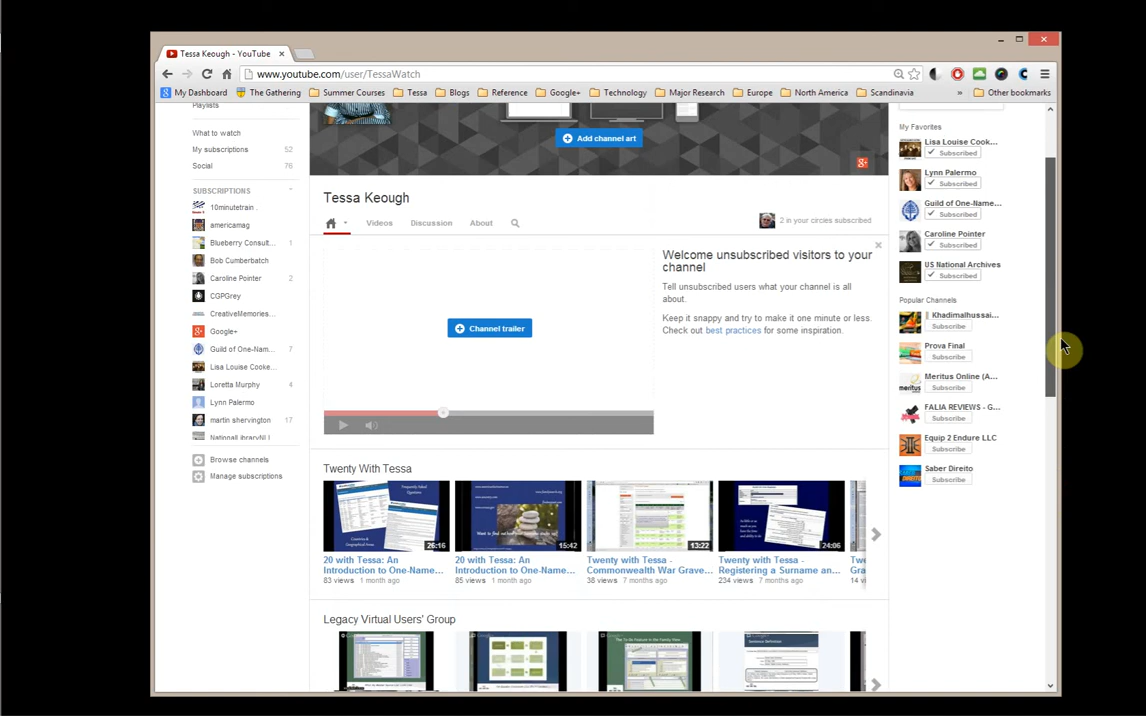 Tessa Keough - YouTube
www.youtube.com/user/TessaWatch
My Dashboard The Gathering Summer Courses Tessa Blogs Reference Google+ Technology Major Research Europe North America Scandinavia » Other bookmarks
Playlists
What to watch
My subscriptions 52
Social 76
SUBSCRIPTIONS
10minutetrain .
americamag
Blueberry Consult... 1
Bob Cumberbatch
Caroline Pointer 2
CGPGrey
CreativeMemories...
Google+
Guild of One-Nam... 7
Lisa Louise Cooke...
Loretta Murphy 4
Lynn Palermo
martin shervington 17
NationalLibraryNLI
Browse channels
Manage subscriptions
Add channel art
Tessa Keough
Videos Discussion About
2 in your circles subscribed
Channel trailer
Welcome unsubscribed visitors to your
channel
Tell unsubscribed users what your channel is all
about.
Keep it snappy and try to make it one minute or less.
Check out best practices for some inspiration.
Twenty With Tessa
Frequently Asked
Questions
Countries &
Geographical Areas
26:16
15:42
13:22
24:06
20 with Tessa: An
Introduction to One-Name...
83 views 1 month ago
20 with Tessa: An
Introduction to One-Name...
85 views 1 month ago
Twenty with Tessa -
Commonwealth War Grave...
38 views 7 months ago
Twenty with Tessa -
Registering a Surname an...
234 views 7 months ago
Twe
Gra
14 vi
Legacy Virtual Users' Group
My Favorites
Lisa Louise Cook...
Subscribed
Lynn Palermo
Subscribed
Guild of One-Name...
Subscribed
Caroline Pointer
Subscribed
US National Archives
Subscribed
Popular Channels
Khadimalhussai...
Subscribe
Prova Final
Subscribe
Meritus Online (A...
Subscribe
FALIA REVIEWS - G...
Subscribe
Equip 2 Endure LLC
Subscribe
Saber Direito
Subscribe